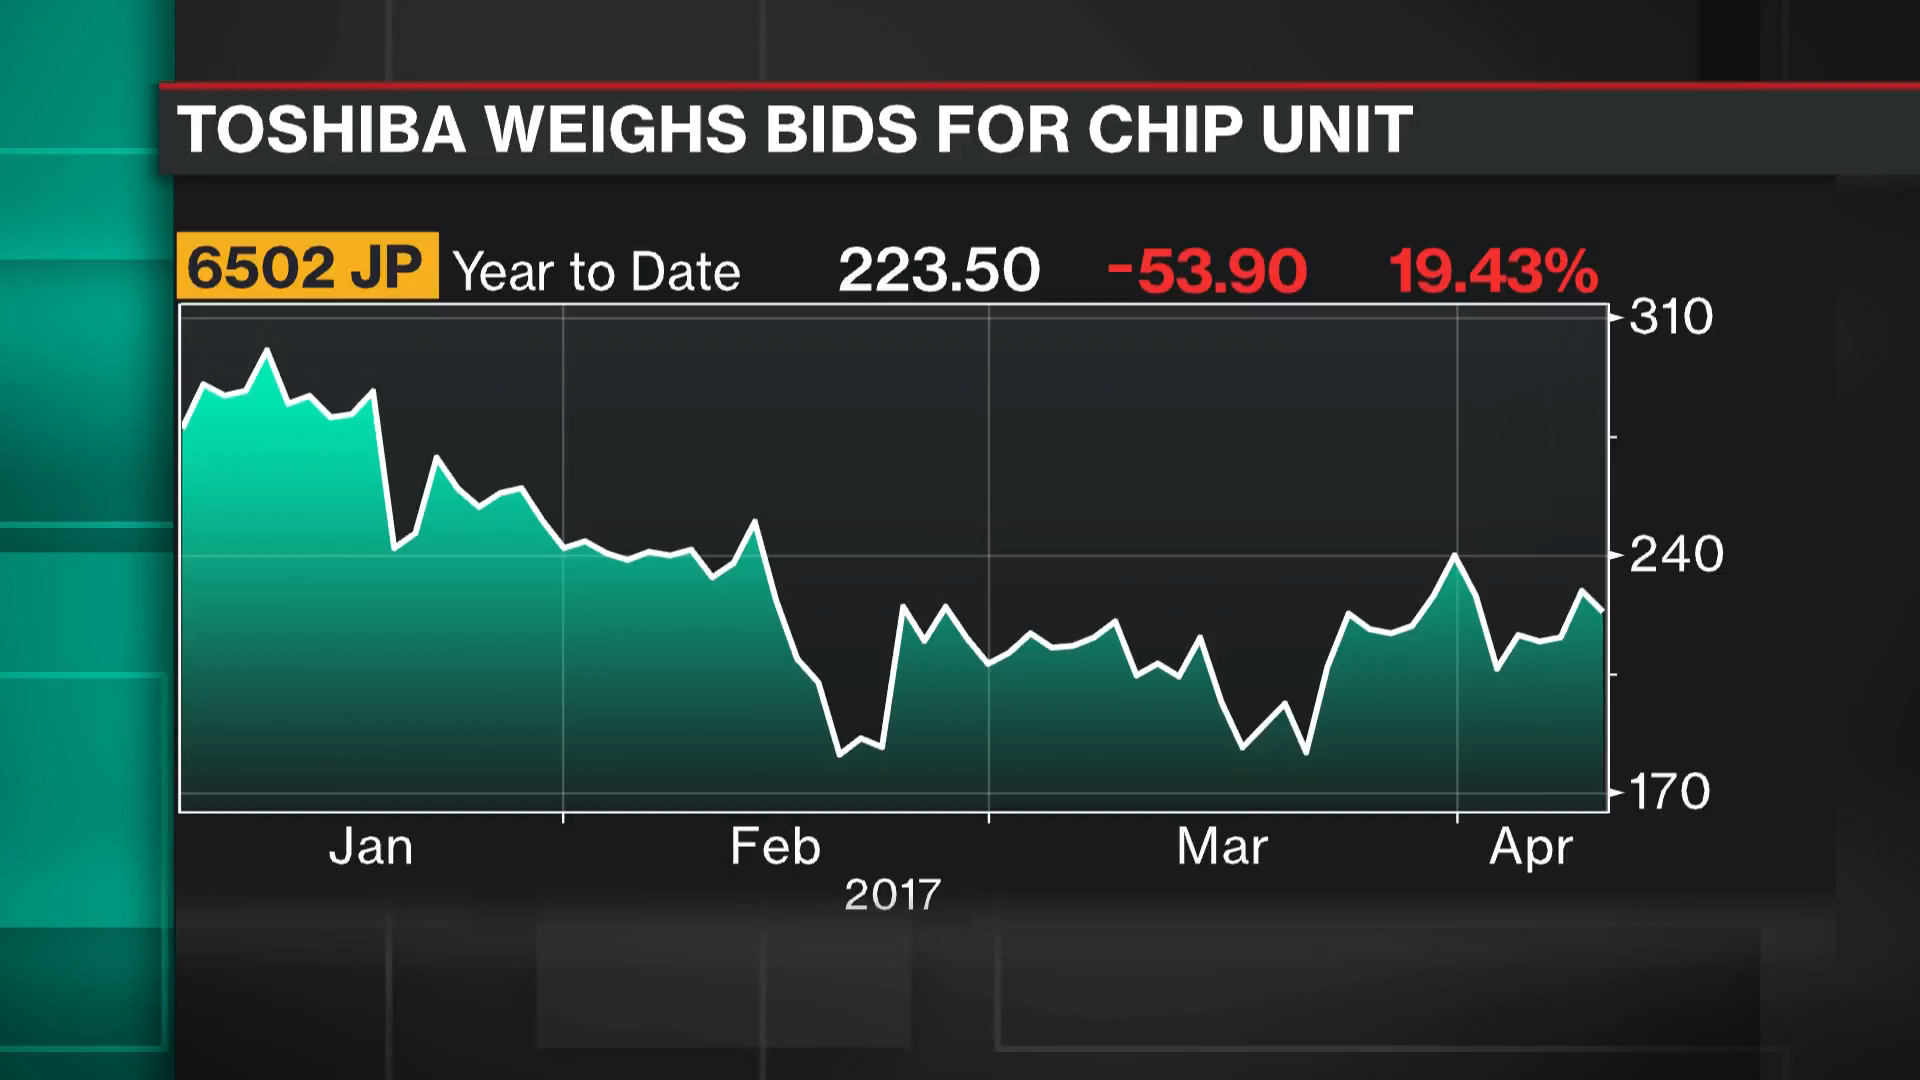 TOSHIBA WEIGHS BIDS FOR CHIP UNIT
6502 JP Year to Date 223.50 -53.90 19.43%
310
240
170
Jan Feb Mar Apr
2017